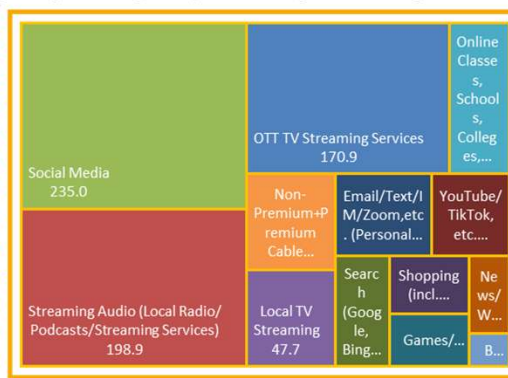 Social Media
235.0
OTT TV Streaming Services
170.9
Online
Classe
s,
School
s,
Colleg
es,...
Non-
Premium+P
remium
Cable...
Email/Text/I
M/Zoom,etc
. (Personal...
YouTube/
TikTok,
etc....
Streaming Audio (Local Radio/
Podcasts/Streaming Services)
198.9
Local TV
Streaming
47.7
Searc
h
(Goog
le,
Bing...
Shopping
(incl....
Games/...
Ne
ws/
W...
B...